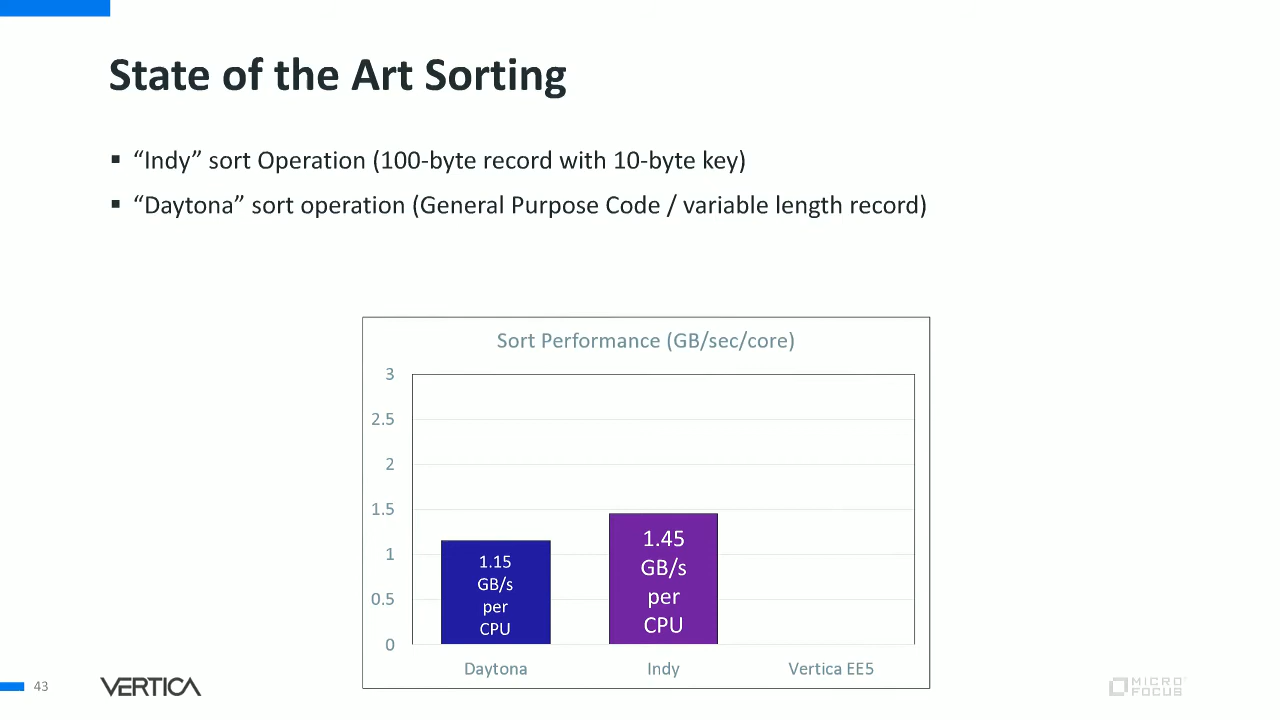 State of the Art Sorting
▪ “Indy” sort Operation (100-byte record with 10-byte key)
▪ “Daytona” sort operation (General Purpose Code / variable length record)
Sort Performance (GB/sec/core)
3
2.5
2
1.5
1
0.5
0
1.15
GB/s
per
CPU
1.45
GB/s
per
CPU
Daytona
Indy
Vertica EE5
43
VERTICA
MICRO
FOCUS